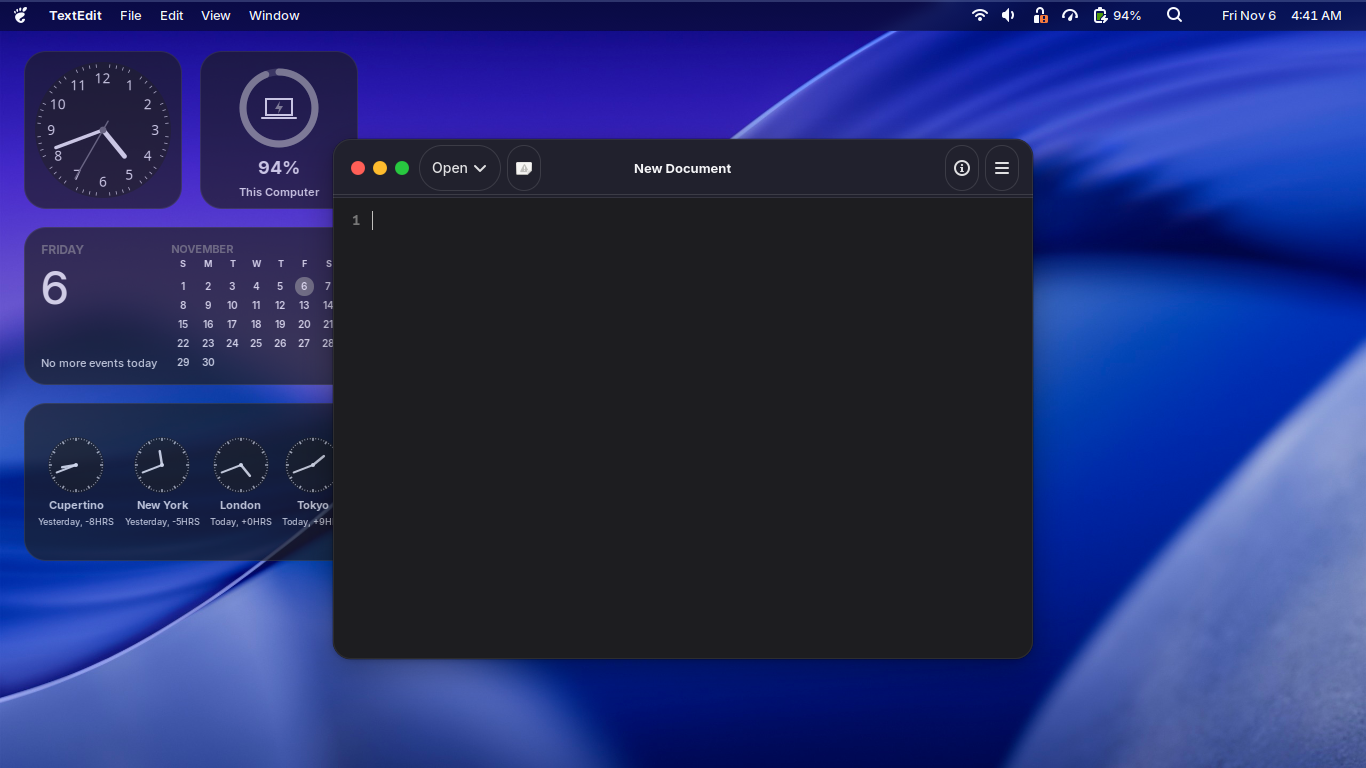 TextEdit File Edit View Window 94% Fri Nov 6 4:41 AM
12
11 1
10 2
9 3
8 4
7 5
6
94%
This Computer
Open New Document
1
FRIDAY NOVEMBER
6
S M T W T F S
1 2 3 4 5 6 7
8 9 10 11 12 13 14
15 16 17 18 19 20 21
22 23 24 25 26 27 28
29 30
No more events today
Cupertino New York London Tokyo
Yesterday, -8HRS Yesterday, -5HRS Today, +0HRS Today, +9H